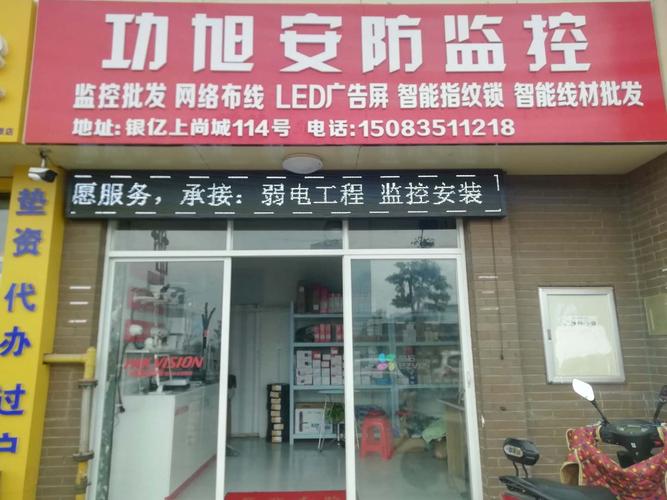 功旭安防监控
监控批发 网络布线 LED广告屏 智能指纹锁 智能线材批发
地址:银亿上尚城114号 电话:15083511218
愿服务，承接：弱电工程 监控安装
垫资代办过户
HIKVISION
EZVIZ